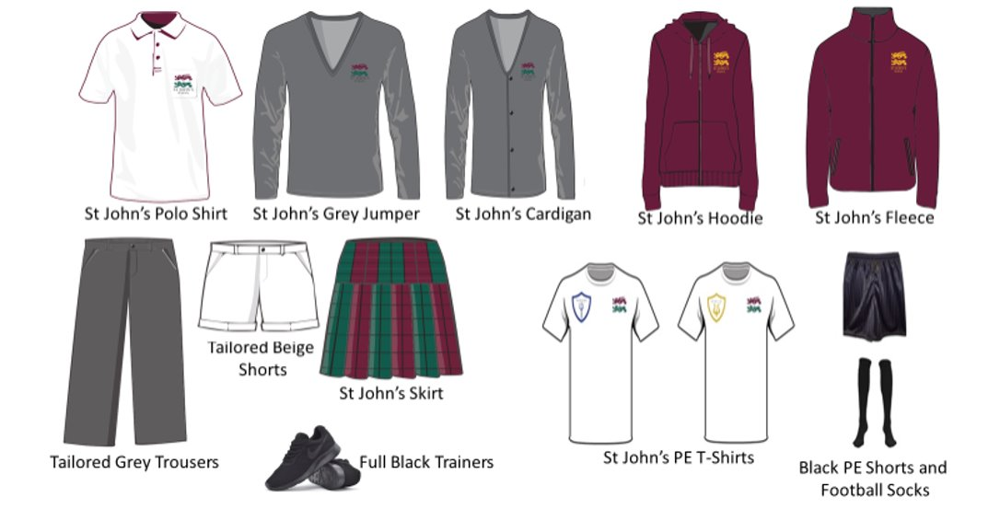 St John's Polo Shirt
St John's Grey Jumper
St John's Cardigan
St John's Hoodie
St John's Fleece
Tailored Beige
Shorts
St John's Skirt
Tailored Grey Trousers
Full Black Trainers
St John's PE T-Shirts
Black PE Shorts and
Football Socks